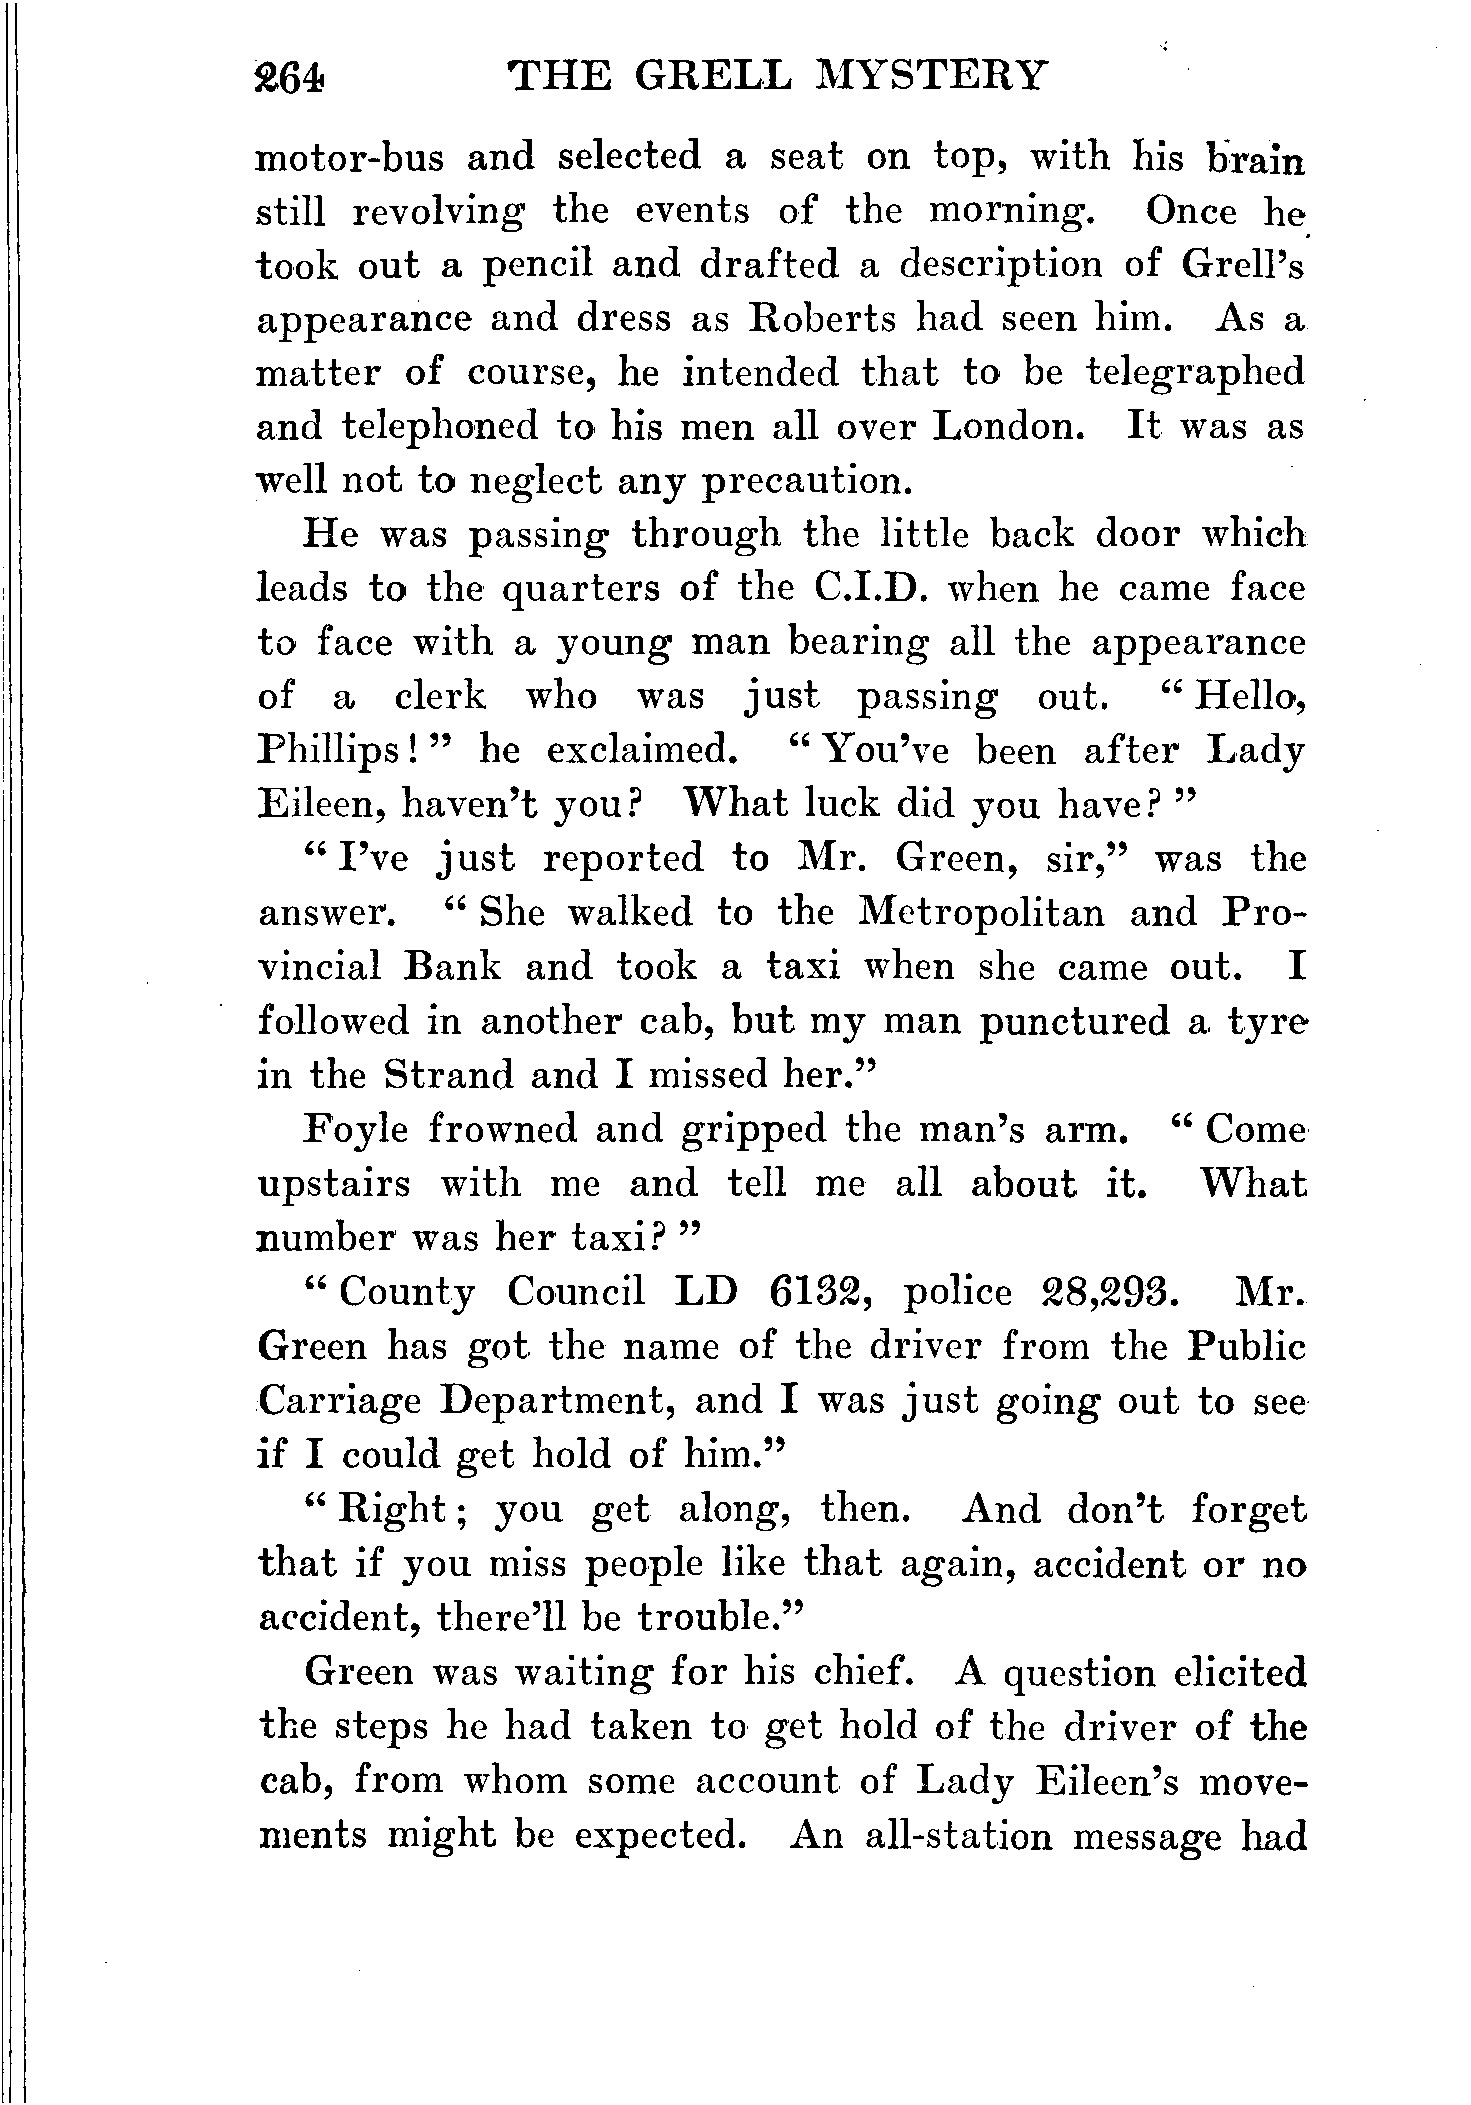 264 THE GRELL MYSTERY
motor-bus and selected a seat on top, with his brain
still revolving the events of the morning. Once he
took out a pencil and drafted a description of Grell's
appearance and dress as Roberts had seen him. As a
matter of course, he intended that to be telegraphed
and telephoned to his men all over London. It was as
well not to neglect any precaution.
He was passing through the little back door which
leads to the quarters of the C.I.D. when he came face
to face with a young man bearing all the appearance
of a clerk who was just passing out. “ Hello,
Phillips! ” he exclaimed. “ You've been after Lady
Eileen, haven't you? What luck did you have? ”
“ I've just reported to Mr. Green, sir,” was the
answer. “ She walked to the Metropolitan and Pro-
vincial Bank and took a taxi when she came out. I
followed in another cab, but my man punctured a tyre
in the Strand and I missed her.”
Foyle frowned and gripped the man's arm. “ Come
upstairs with me and tell me all about it. What
number was her taxi? ”
“ County Council LD 6132, police 28,293. Mr.
Green has got the name of the driver from the Public
Carriage Department, and I was just going out to see
if I could get hold of him.”
“ Right; you get along, then. And don't forget
that if you miss people like that again, accident or no
accident, there'll be trouble.”
Green was waiting for his chief. A question elicited
the steps he had taken to get hold of the driver of the
cab, from whom some account of Lady Eileen's move-
ments might be expected. An all-station message had